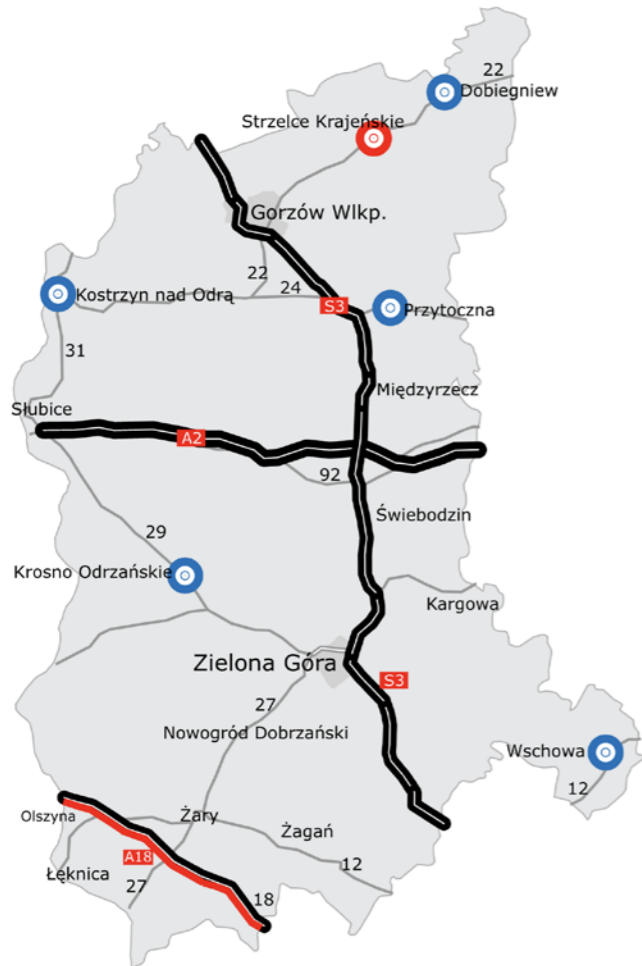 22
Dobiegniew
Strzelce Krajeńskie
Gorzów Wlkp.
22
24
Kostrzyn nad Odrą
S3
Przytoczna
31
Międzyrzecz
Słubice
A2
92
Świebodzin
29
Krosno Odrzańskie
Kargowa
Zielona Góra
S3
27
Nowogród Dobrzański
Wschowa
12
Olszyna
Żary
Żagań
A18
12
Łęknica
27
18